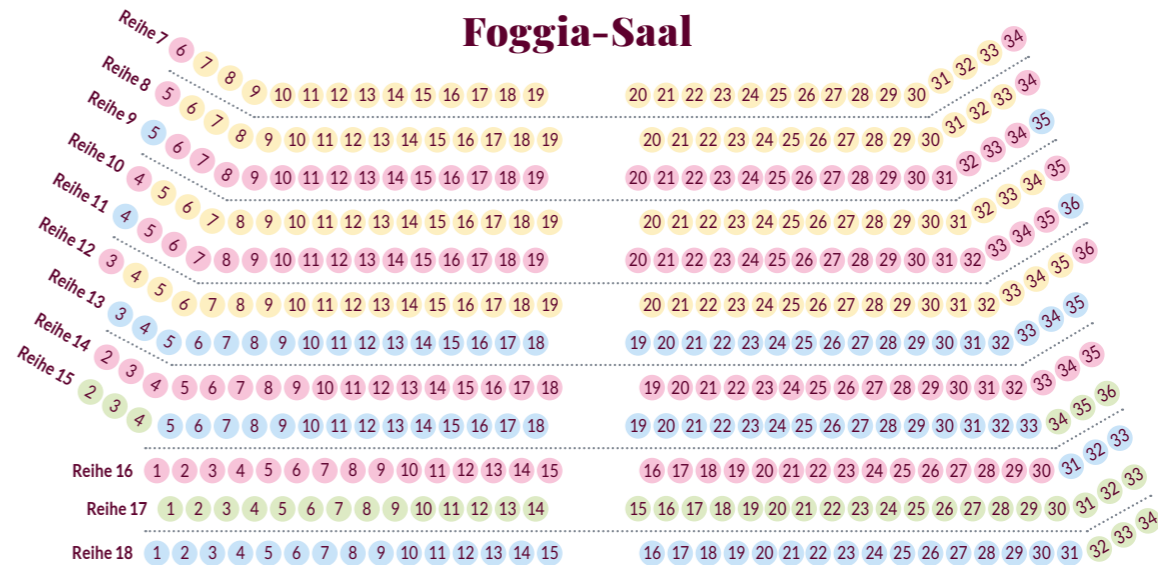 Foggia-Saal
Reihe 7 6 7 8 9 10 11 12 13 14 15 16 17 18 19 20 21 22 23 24 25 26 27 28 29 30 31 32 33 34
Reihe 8 5 6 7 8 9 10 11 12 13 14 15 16 17 18 19 20 21 22 23 24 25 26 27 28 29 30 31 32 33 34
Reihe 9 5 6 7 8 9 10 11 12 13 14 15 16 17 18 19 20 21 22 23 24 25 26 27 28 29 30 31 32 33 34 35
Reihe 10 4 5 6 7 8 9 10 11 12 13 14 15 16 17 18 19 20 21 22 23 24 25 26 27 28 29 30 31 32 33 34 35
Reihe 11 4 5 6 7 8 9 10 11 12 13 14 15 16 17 18 19 20 21 22 23 24 25 26 27 28 29 30 31 32 33 34 35 36
Reihe 12 3 4 5 6 7 8 9 10 11 12 13 14 15 16 17 18 19 20 21 22 23 24 25 26 27 28 29 30 31 32 33 34 35 36
Reihe 13 3 4 5 6 7 8 9 10 11 12 13 14 15 16 17 18 19 20 21 22 23 24 25 26 27 28 29 30 31 32 33 34 35
Reihe 14 2 3 4 5 6 7 8 9 10 11 12 13 14 15 16 17 18 19 20 21 22 23 24 25 26 27 28 29 30 31 32 33 34 35
Reihe 15 2 3 4 5 6 7 8 9 10 11 12 13 14 15 16 17 18 19 20 21 22 23 24 25 26 27 28 29 30 31 32 33 34 35 36
Reihe 16 1 2 3 4 5 6 7 8 9 10 11 12 13 14 15 16 17 18 19 20 21 22 23 24 25 26 27 28 29 30 31 32 33
Reihe 17 1 2 3 4 5 6 7 8 9 10 11 12 13 14 15 16 17 18 19 20 21 22 23 24 25 26 27 28 29 30 31 32 33
Reihe 18 1 2 3 4 5 6 7 8 9 10 11 12 13 14 15 16 17 18 19 20 21 22 23 24 25 26 27 28 29 30 31 32 33 34